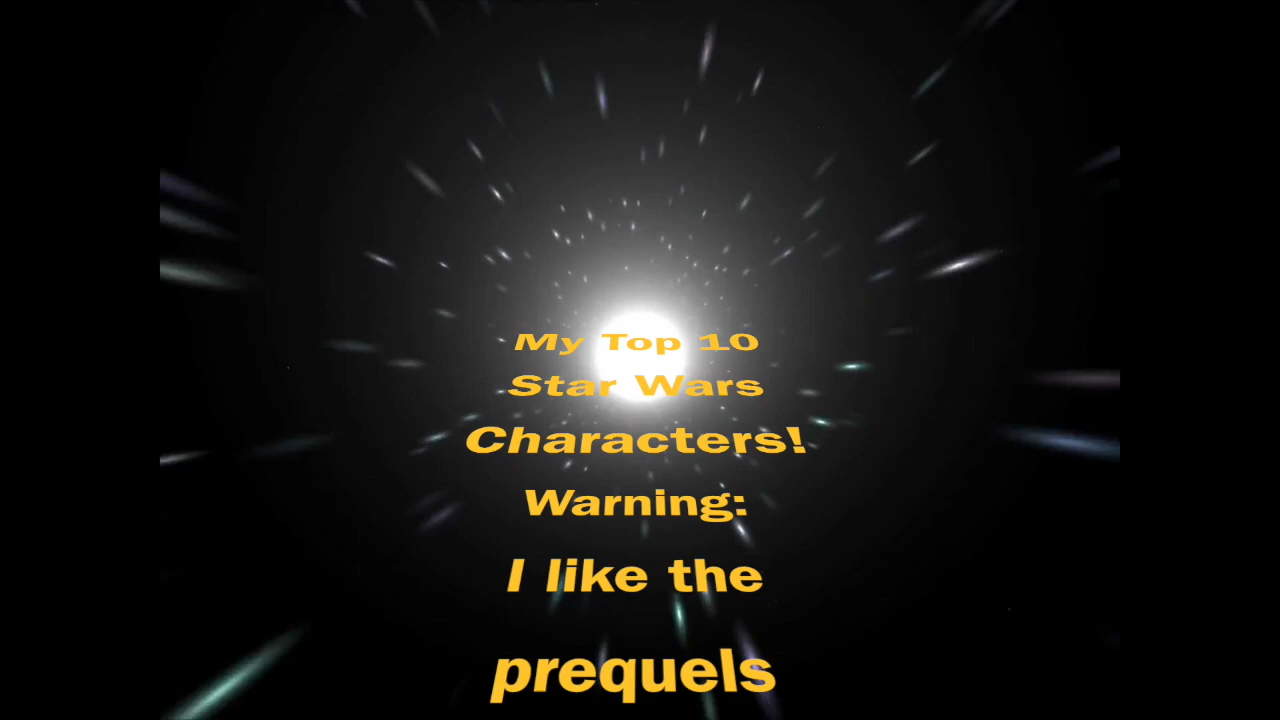 My Top 10
Star Wars
Characters!
Warning:
I like the
prequels